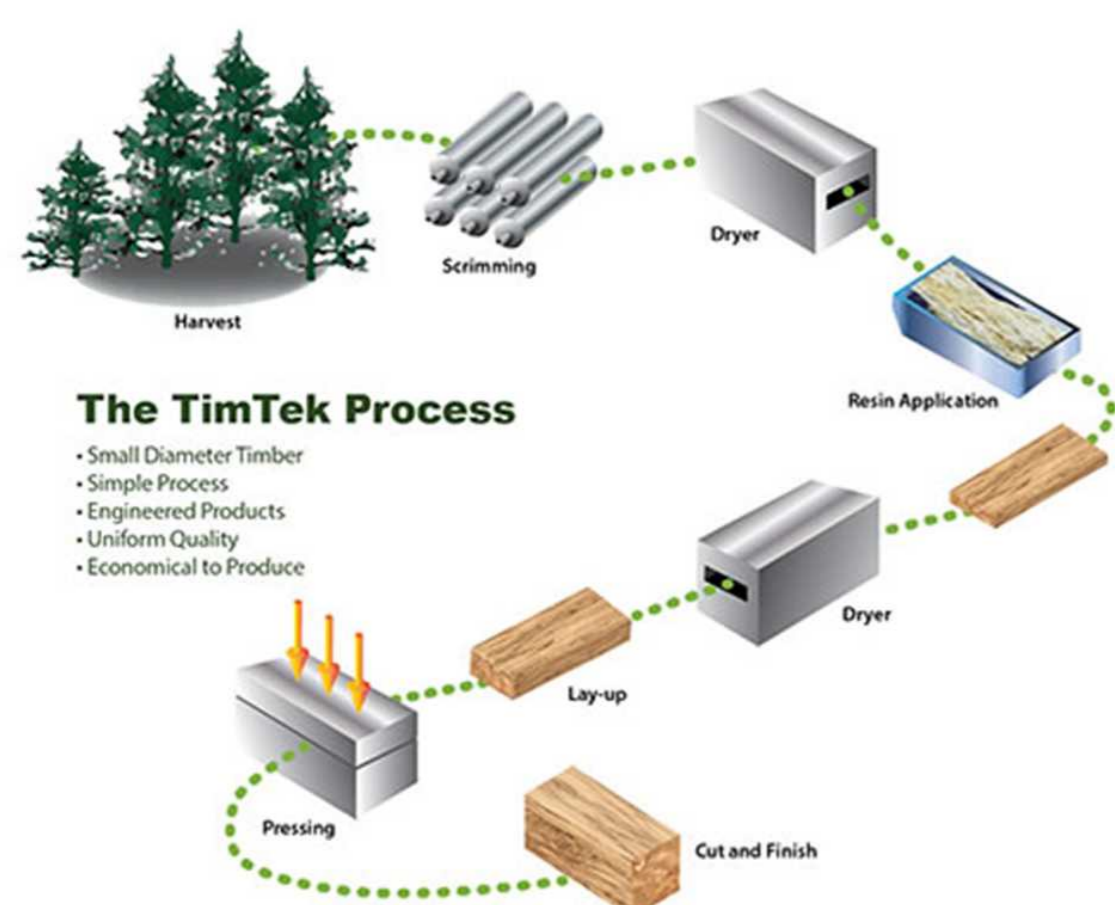 Harvest
Scrimming
Dryer
Resin Application
The TimTek Process
• Small Diameter Timber
• Simple Process
• Engineered Products
• Uniform Quality
• Economical to Produce
Dryer
Lay-up
Pressing
Cut and Finish